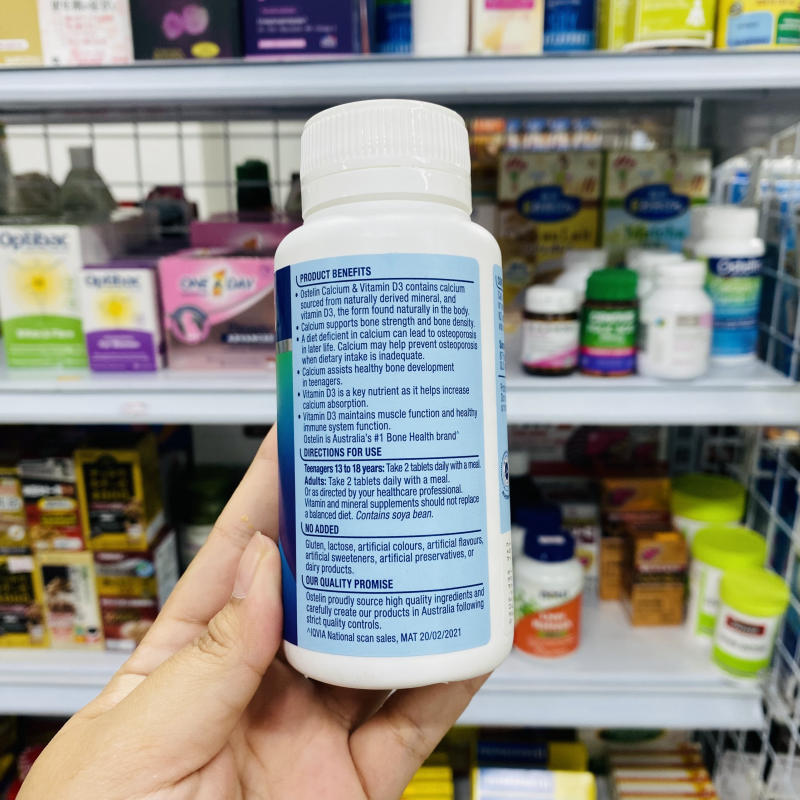 Optibac
Optibac
ONE A DAY
ADVANCED
Ostelin
PRODUCT BENEFITS
• Ostelin Calcium & Vitamin D3 contains calcium
sourced from naturally derived mineral, and
vitamin D3, the form found naturally in the body.
• Calcium supports bone strength and bone density.
• A diet deficient in calcium can lead to osteoporosis
in later life. Calcium may help prevent osteoporosis
when dietary intake is inadequate.
• Calcium assists healthy bone development
in teenagers.
• Vitamin D3 is a key nutrient as it helps increase
calcium absorption.
• Vitamin D3 maintains muscle function and healthy
immune system function.
Ostelin is Australia's #1 Bone Health brand^
DIRECTIONS FOR USE
Teenagers 13 to 18 years: Take 2 tablets daily with a meal.
Adults: Take 2 tablets daily with a meal.
Or as directed by your healthcare professional.
Vitamin and mineral supplements should not replace
a balanced diet. Contains soya bean.
NO ADDED
Gluten, lactose, artificial colours, artificial flavours,
artificial sweeteners, artificial preservatives, or
dairy products.
OUR QUALITY PROMISE
Ostelin proudly source high quality ingredients and
carefully create our products in Australia following
strict quality controls.
^IQVIA National scan sales, MAT 20/02/2021